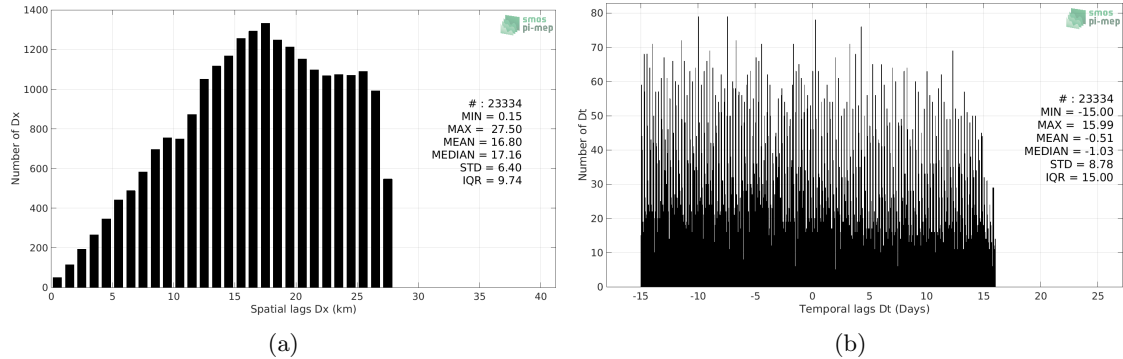 1400
1200
1000
800
600
400
200
0
Number of Dx
smos
pi-mep
# : 23334
MIN = 0.15
MAX = 27.50
MEAN = 16.80
MEDIAN = 17.16
STD = 6.40
IQR = 9.74
0 5 10 15 20 25 30 35 40
Spatial lags Dx (km)
(a)
80
70
60
50
40
30
20
10
0
Number of Dt
smos
pi-mep
# : 23334
MIN = -15.00
MAX = 15.99
MEAN = -0.51
MEDIAN = -1.03
STD = 8.78
IQR = 15.00
-15 -10 -5 0 5 10 15 20 25
Temporal lags Dt (Days)
(b)